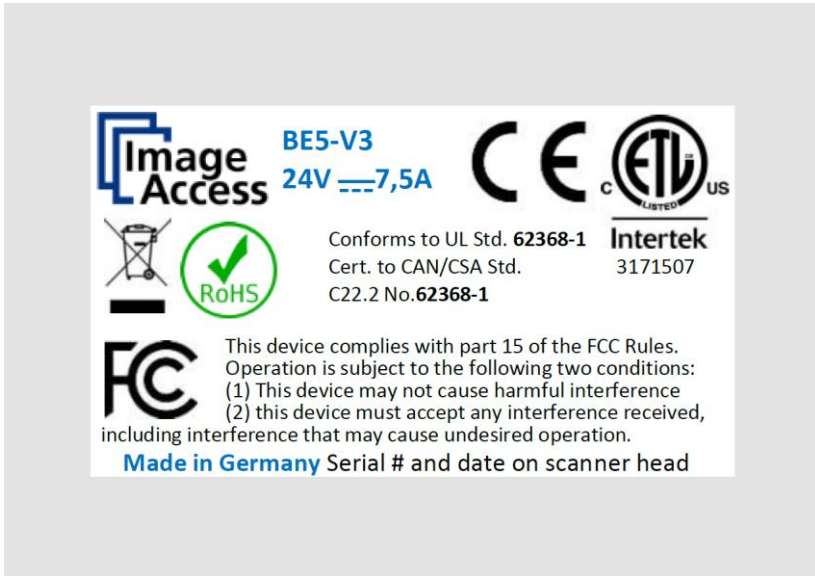 Image
Access
BE5-V3
24V ⎓7,5A
CE
C ETL US
LISTED
Intertek
3171507
RoHS
Conforms to UL Std. 62368-1
Cert. to CAN/CSA Std.
C22.2 No.62368-1
FC
This device complies with part 15 of the FCC Rules.
Operation is subject to the following two conditions:
(1) This device may not cause harmful interference
(2) this device must accept any interference received,
including interference that may cause undesired operation.
Made in Germany Serial # and date on scanner head